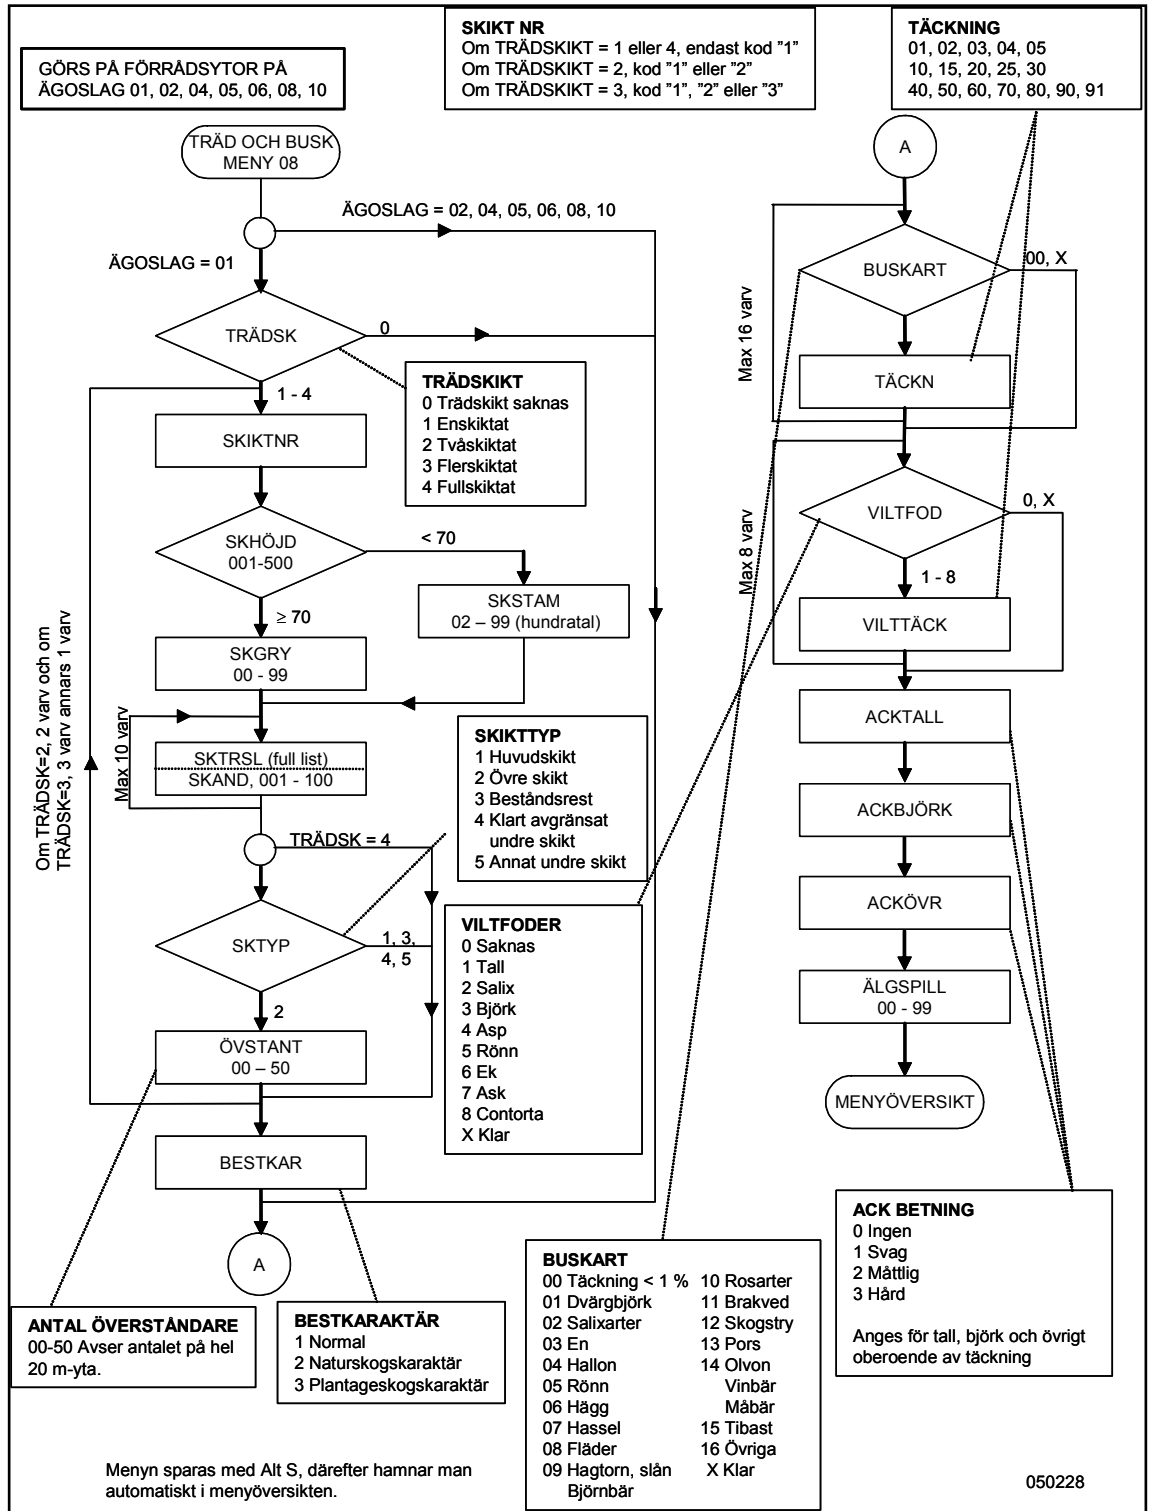 GÖRS PÅ FÖRRÅDSYTOR PÅ
ÄGOSLAG 01, 02, 04, 05, 06, 08, 10
SKIKT NR
Om TRÄDSKIKT = 1 eller 4, endast kod ”1”
Om TRÄDSKIKT = 2, kod ”1” eller ”2”
Om TRÄDSKIKT = 3, kod ”1”, ”2” eller ”3”
TÄCKNING
01, 02, 03, 04, 05
10, 15, 20, 25, 30
40, 50, 60, 70, 80, 90, 91
TRÄD OCH BUSK
MENY 08
ÄGOSLAG = 02, 04, 05, 06, 08, 10
ÄGOSLAG = 01
TRÄDSK
0
TRÄDSKIKT
0 Trädskikt saknas
1 Enskiktat
2 Tvåskiktat
3 Flerskiktat
4 Fullskiktat
1 - 4
SKIKTNR
SKHÖJD
001-500
< 70
SKSTAM
02 – 99 (hundratal)
≥ 70
SKGRY
00 - 99
Om TRÄDSK=2, 2 varv och om
TRÄDSK=3, 3 varv annars 1 varv
Max 10 varv
SKTRSL (full list)
SKAND, 001 - 100
SKIKTTYP
1 Huvudskikt
2 Övre skikt
3 Beståndsrest
4 Klart avgränsat
undre skikt
5 Annat undre skikt
TRÄDSK = 4
SKTYP
1, 3,
4, 5
2
VILTFODER
0 Saknas
1 Tall
2 Salix
3 Björk
4 Asp
5 Rönn
6 Ek
7 Ask
8 Contorta
X Klar
ÖVSTANT
00 – 50
BESTKAR
A
ANTAL ÖVERSTÅNDARE
00-50 Avser antalet på hel
20 m-yta.
BESTKARAKTÄR
1 Normal
2 Naturskogskaraktär
3 Plantageskogskaraktär
A
BUSKART
00, X
Max 16 varv
TÄCKN
VILTFOD
0, X
Max 8 varv
1 - 8
VILTTÄCK
ACKTALL
ACKBJÖRK
ACKÖVR
ÄLGSPILL
00 - 99
MENYÖVERSIKT
ACK BETNING
0 Ingen
1 Svag
2 Måttlig
3 Hård
Anges för tall, björk och övrigt
oberoende av täckning
BUSKART
00 Täckning < 1 % 10 Rosarter
01 Dvärgbjörk 11 Brakved
02 Salixarter 12 Skogstry
03 En 13 Pors
04 Hallon 14 Olvon
05 Rönn Vinbär
06 Hägg Måbär
07 Hassel 15 Tibast
08 Fläder 16 Övriga
09 Hagtorn, slån X Klar
Björnbär
Menyn sparas med Alt S, därefter hamnar man
automatiskt i menyöversikten.
050228